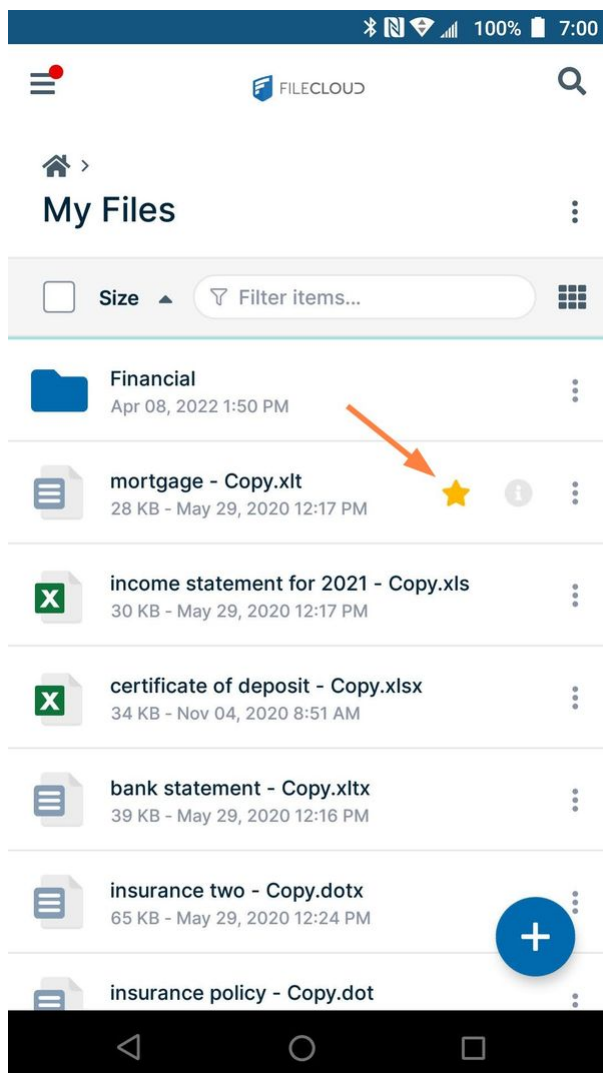 100% 7:00
FILECLOUD
My Files
Size Filter items...
Financial
Apr 08, 2022 1:50 PM
mortgage - Copy.xlt
28 KB - May 29, 2020 12:17 PM
income statement for 2021 - Copy.xls
30 KB - May 29, 2020 12:17 PM
certificate of deposit - Copy.xlsx
34 KB - Nov 04, 2020 8:51 AM
bank statement - Copy.xltx
39 KB - May 29, 2020 12:16 PM
insurance two - Copy.dotx
65 KB - May 29, 2020 12:24 PM
insurance policy - Copy.dot